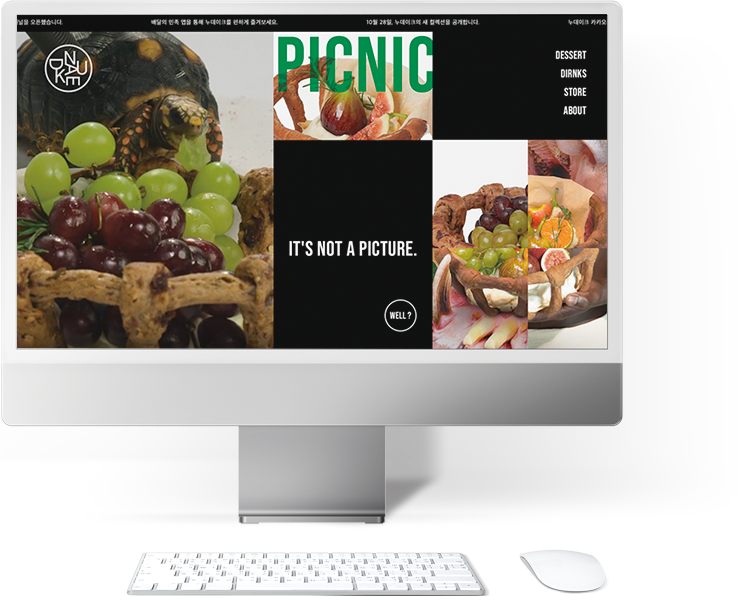 널을 오픈했습니다.
배달의 민족 앱을 통해 누데이크를 편하게 즐겨보세요.
10월 28일, 누데이크의 새 컬렉션을 공개합니다.
누데이크 카카오
NUDAKE
PICNIC
DESSERT
DIRNKS
STORE
ABOUT
IT'S NOT A PICTURE.
WELL ?